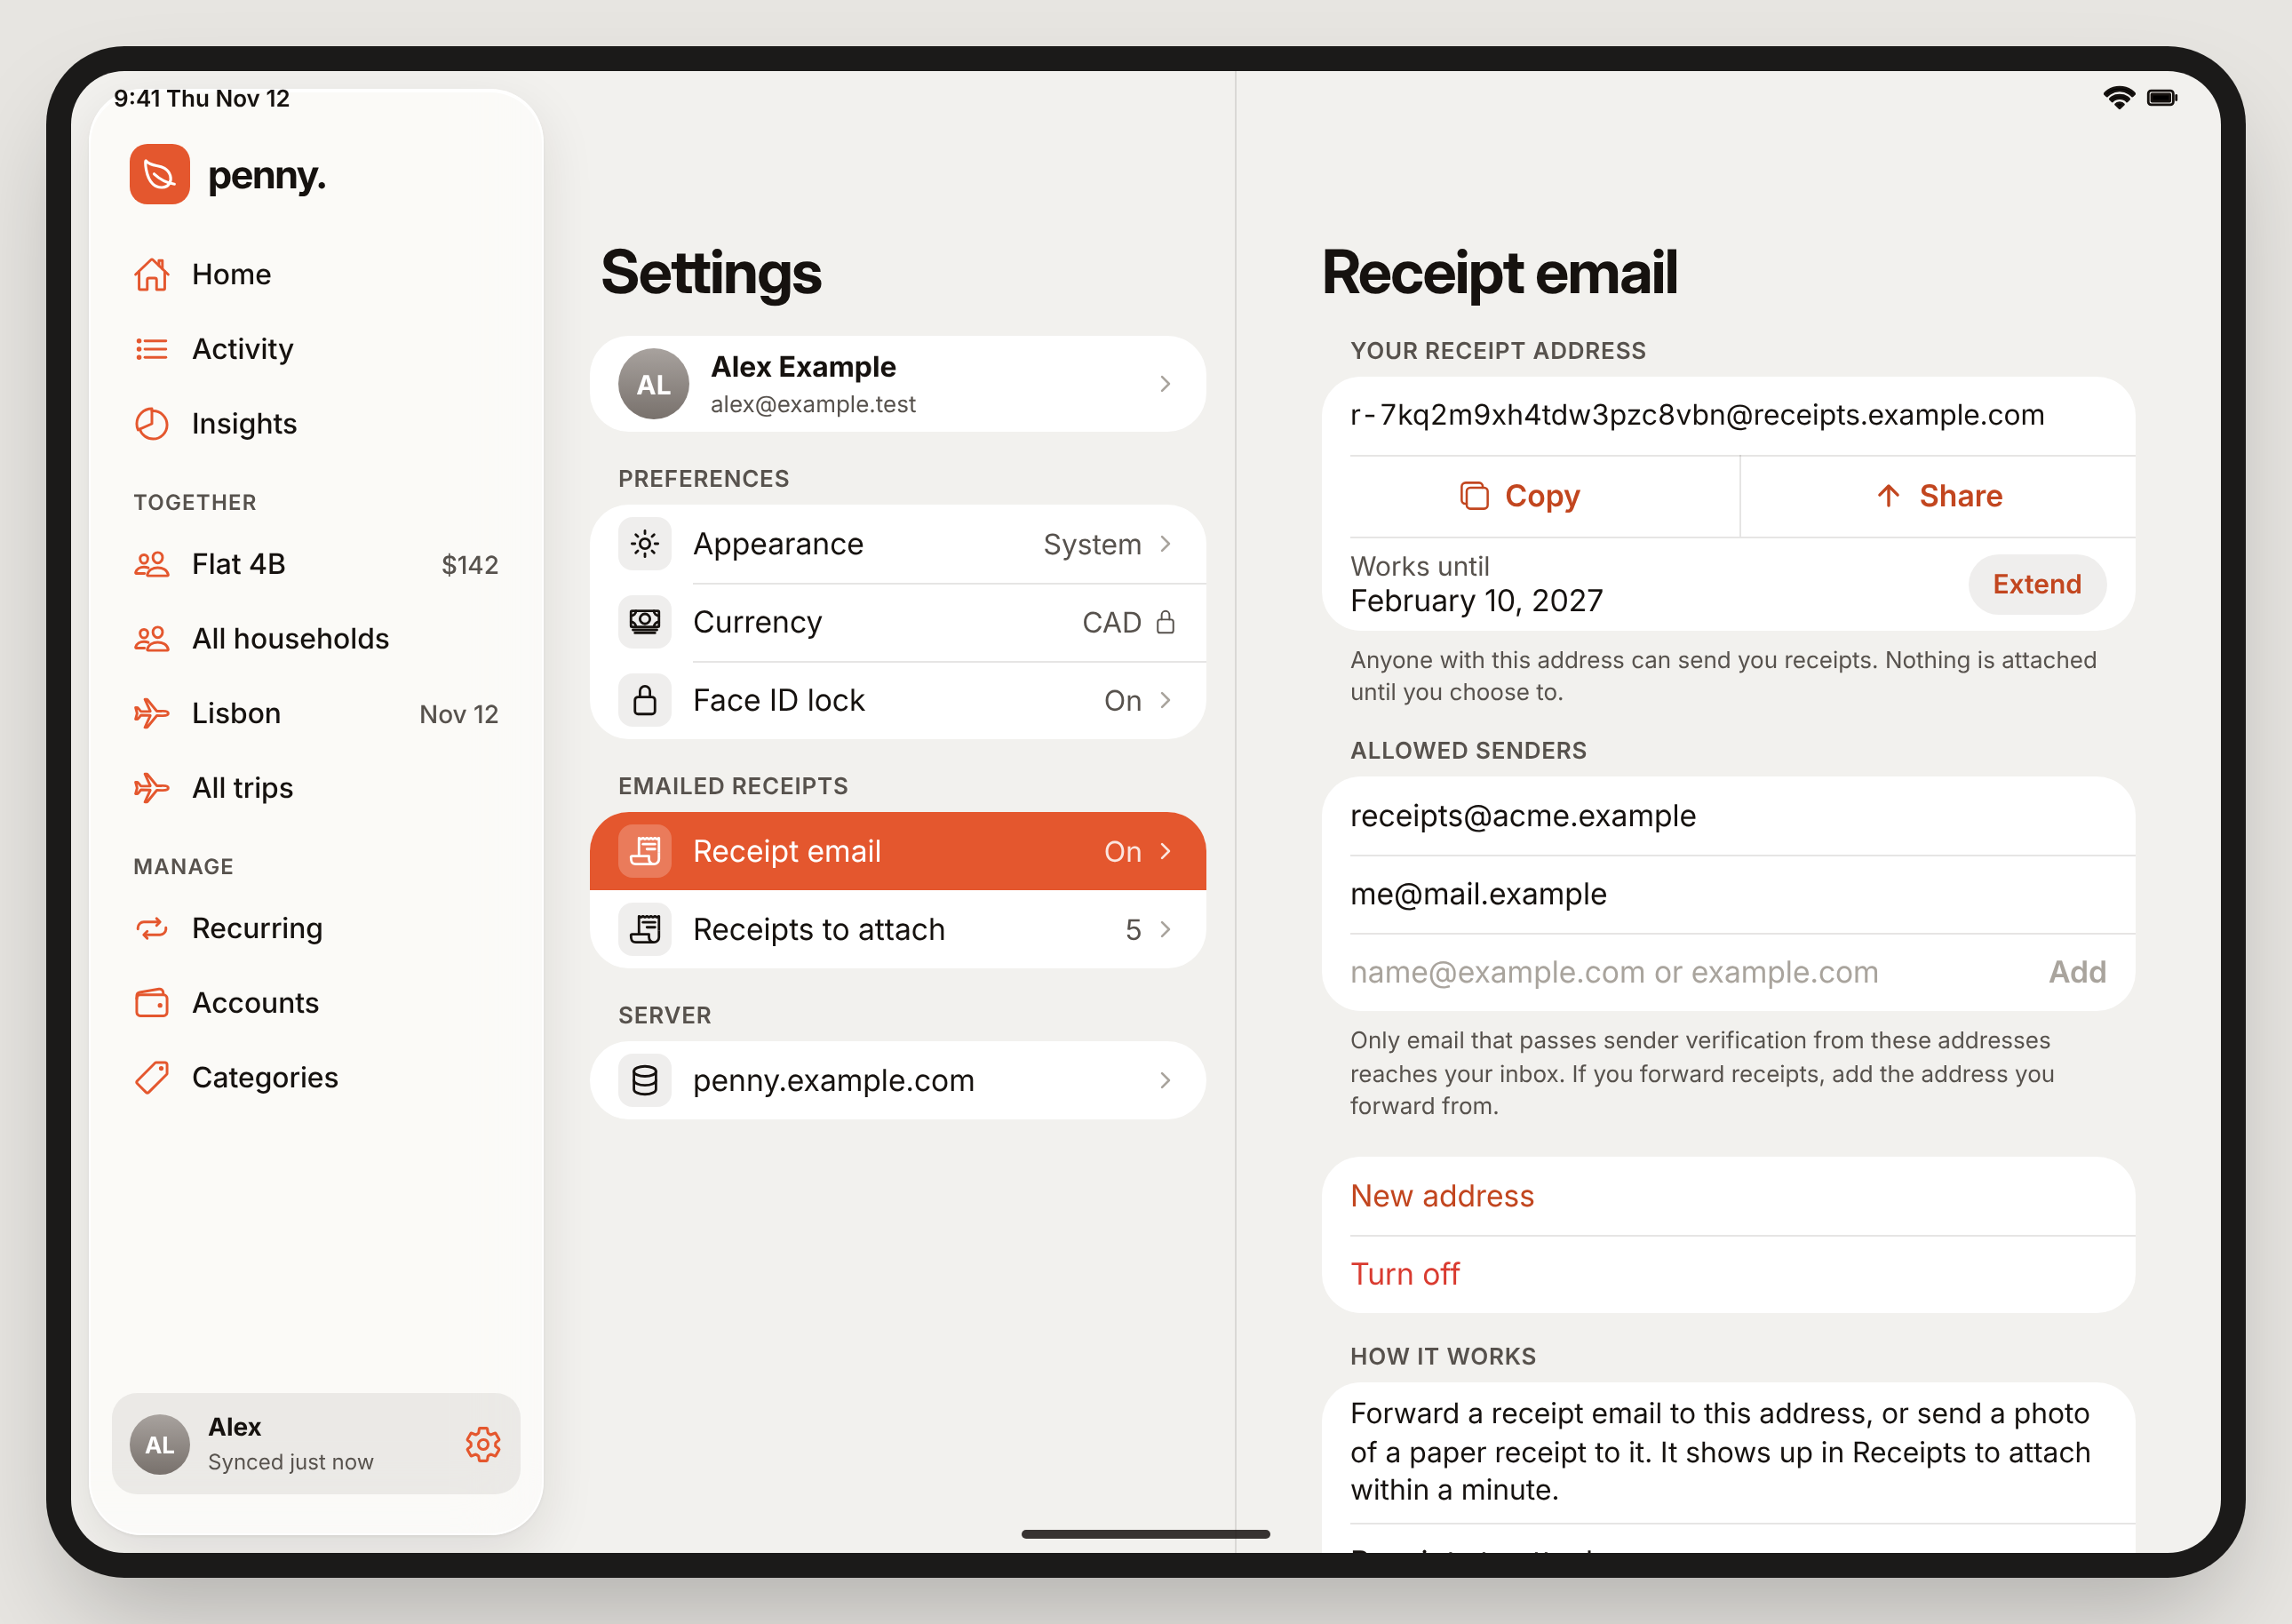 9:41 Thu Nov 12
penny.
Home
Activity
Insights
TOGETHER
Flat 4B $142
All households
Lisbon Nov 12
All trips
MANAGE
Recurring
Accounts
Categories
AL
Alex
Synced just now
Settings
AL
Alex Example
alex@example.test
PREFERENCES
Appearance System
Currency CAD
Face ID lock On
EMAILED RECEIPTS
Receipt email On
Receipts to attach 5
SERVER
penny.example.com
Receipt email
YOUR RECEIPT ADDRESS
r-7kq2m9xh4tdw3pzc8vbn@receipts.example.com
Copy Share
Works until
February 10, 2027
Extend
Anyone with this address can send you receipts. Nothing is attached
until you choose to.
ALLOWED SENDERS
receipts@acme.example
me@mail.example
name@example.com or example.com Add
Only email that passes sender verification from these addresses
reaches your inbox. If you forward receipts, add the address you
forward from.
New address
Turn off
HOW IT WORKS
Forward a receipt email to this address, or send a photo
of a paper receipt to it. It shows up in Receipts to attach
within a minute.